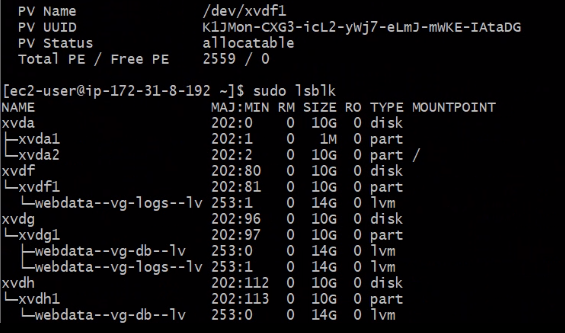 PV Name /dev/xvdf1
PV UUID K1JMon-CXG3-icL2-yWj7-eLmJ-mWKE-IAtaDG
PV Status allocatable
Total PE / Free PE 2559 / 0
[ec2-user@ip-172-31-8-192 ~]$ sudo lsblk
NAME MAJ:MIN RM SIZE RO TYPE MOUNTPOINT
xvda 202:0 0 10G 0 disk
├─xvda1 202:1 0 1M 0 part
└─xvda2 202:2 0 10G 0 part /
xvdf 202:80 0 10G 0 disk
└─xvdf1 202:81 0 10G 0 part
└─webdata--vg-logs--lv 253:1 0 14G 0 lvm
xvdg 202:96 0 10G 0 disk
└─xvdg1 202:97 0 10G 0 part
├─webdata--vg-db--lv 253:0 0 14G 0 lvm
└─webdata--vg-logs--lv 253:1 0 14G 0 lvm
xvdh 202:112 0 10G 0 disk
└─xvdh1 202:113 0 10G 0 part
└─webdata--vg-db--lv 253:0 0 14G 0 lvm